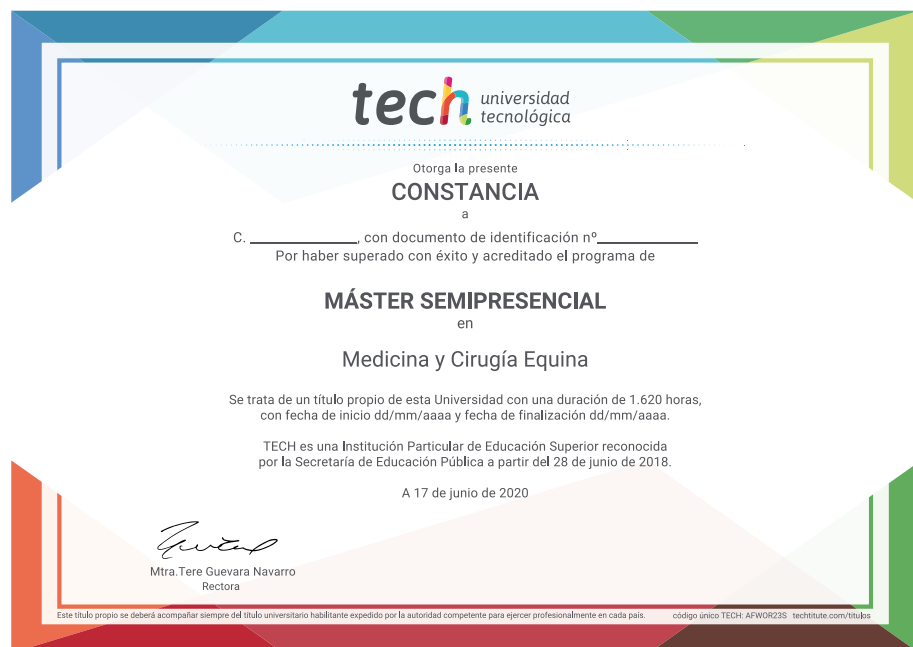 tech universidad
tecnológica
Otorga la presente
CONSTANCIA
a
C. ____________, con documento de identificación nº____________
Por haber superado con éxito y acreditado el programa de
MÁSTER SEMIPRESENCIAL
en
Medicina y Cirugía Equina
Se trata de un título propio de esta Universidad con una duración de 1.620 horas,
con fecha de inicio dd/mm/aaaa y fecha de finalización dd/mm/aaaa.
TECH es una Institución Particular de Educación Superior reconocida
por la Secretaría de Educación Pública a partir del 28 de junio de 2018.
A 17 de junio de 2020
Mtra.Tere Guevara Navarro
Rectora
Este título propio se deberá acompañar siempre del título universitario habilitante expedido por la autoridad competente para ejercer profesionalmente en cada país. código único TECH: AFWOR23S techtitute.com/titulos